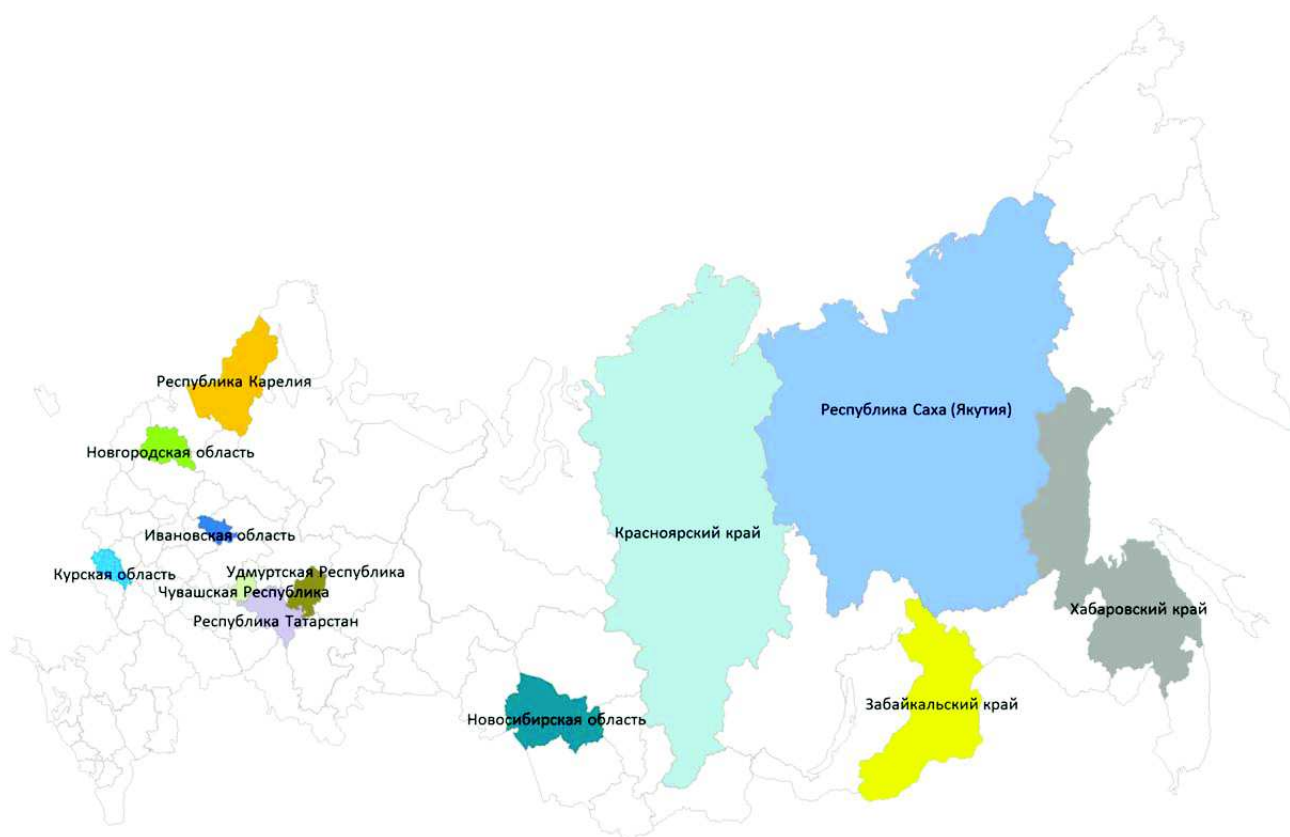 Республика Карелия
Республика Саха (Якутия)
Новгородская область
Ивановская область
Красноярский край
Курская область
Удмуртская Республика
Чувашская Республика
Республика Татарстан
Хабаровский край
Забайкальский край
Новосибирская область